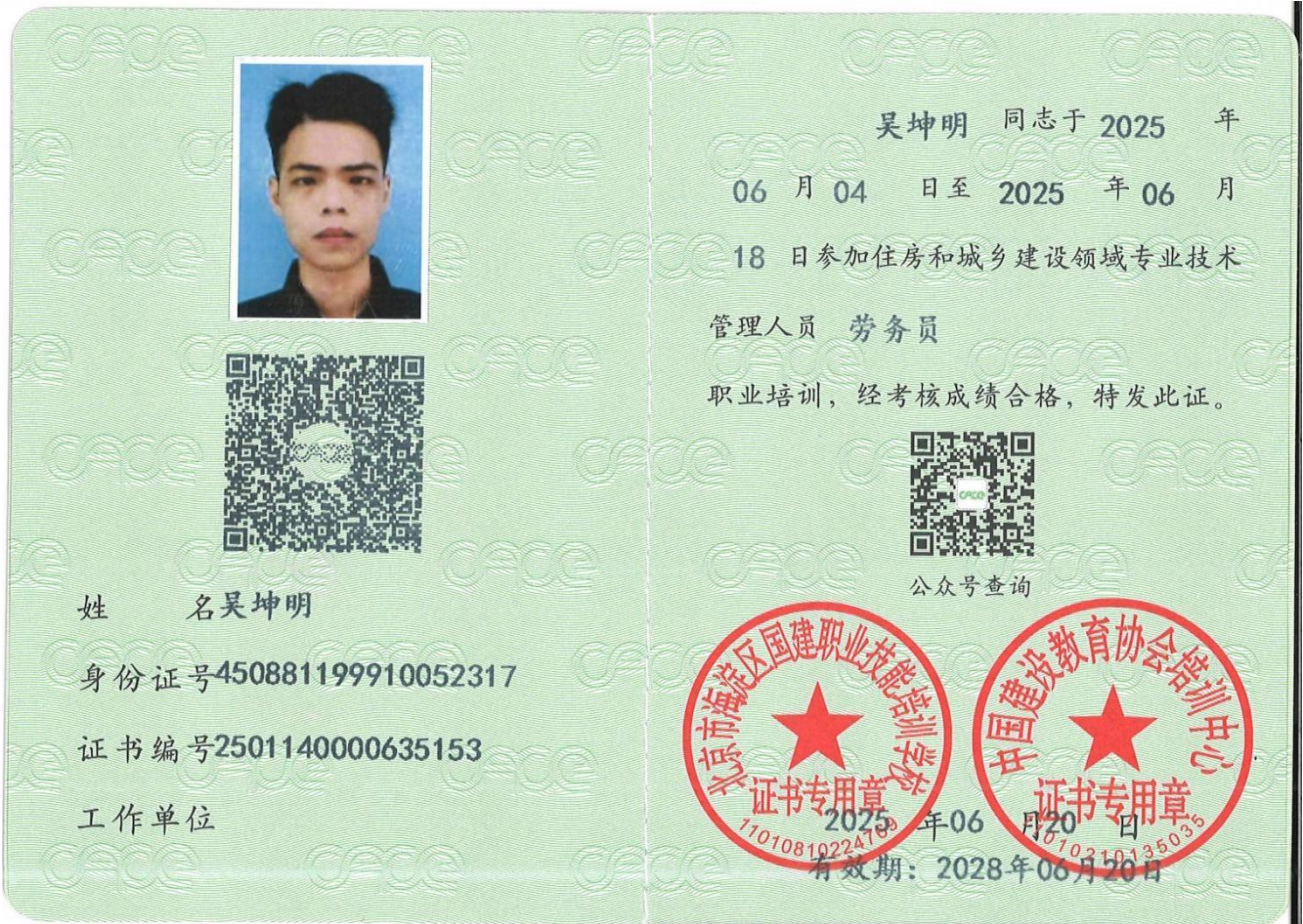 姓 名吴坤明
身份证号450881199910052317
证书编号2501140000635153
工作单位
吴坤明 同志于 2025 年
06 月 04 日至 2025 年 06 月
18 日参加住房和城乡建设领域专业技术
管理人员 劳务员
职业培训，经考核成绩合格，特发此证。
cace
公众号查询
北京市海淀区国建职业技能培训学校
证书专用章
中国建设教育协会培训中心
证书专用章
2025 年06 月20 日
11010210135035
有效期：2028年06月20日